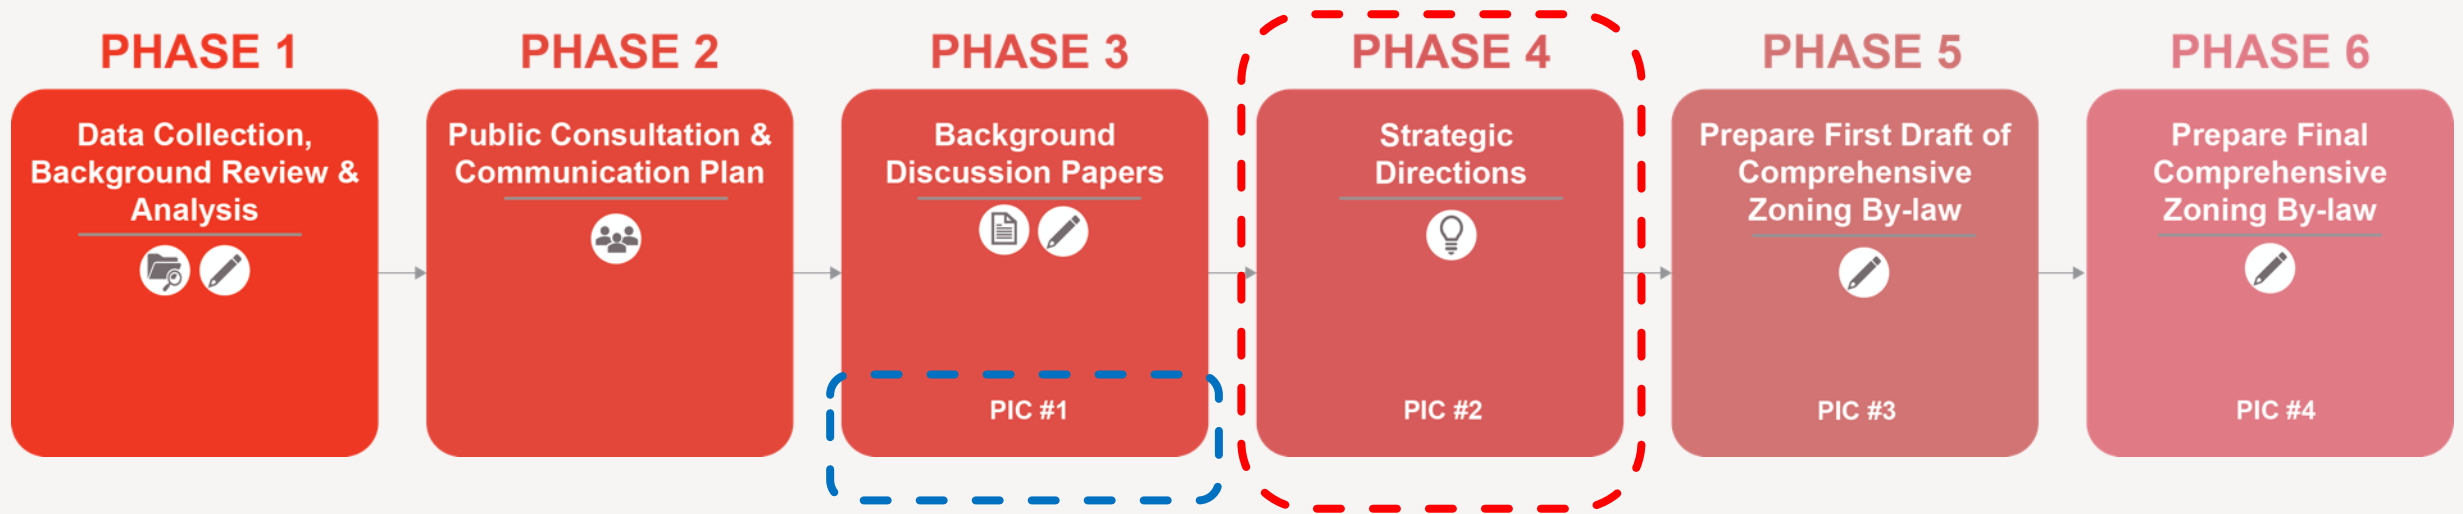 PHASE 1
Data Collection,
Background Review &
Analysis
PHASE 2
Public Consultation &
Communication Plan
PHASE 3
Background
Discussion Papers
PIC #1
PHASE 4
Strategic
Directions
PIC #2
PHASE 5
Prepare First Draft of
Comprehensive
Zoning By-law
PIC #3
PHASE 6
Prepare Final
Comprehensive
Zoning By-law
PIC #4